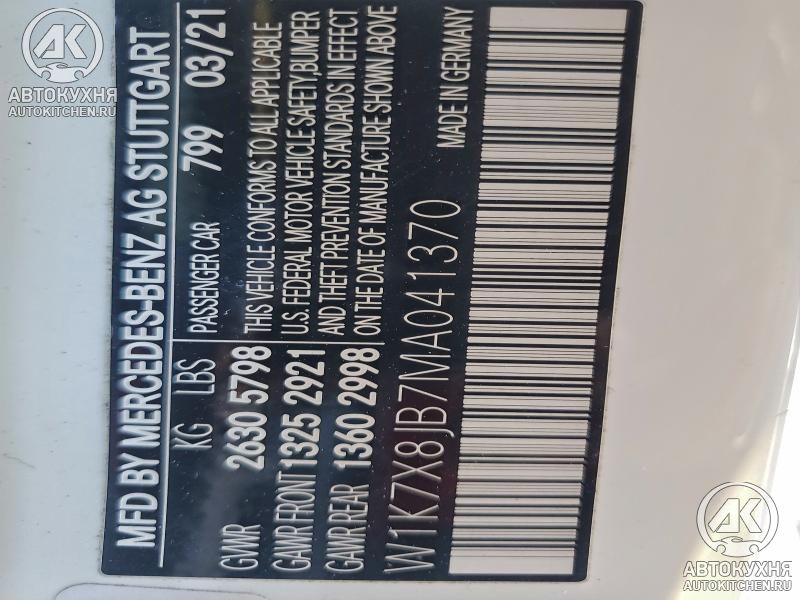 MFD BY MERCEDES-BENZ AG STUTTGART
KG LBS PASSENGER CAR 799 03/21
GVWR 2630 5798 THIS VEHICLE CONFORMS TO ALL APPLICABLE
GAWR FRONT 1325 2921 U.S. FEDERAL MOTOR VEHICLE SAFETY, BUMPER
GAWR REAR 1360 2998 AND THEFT PREVENTION STANDARDS IN EFFECT
ON THE DATE OF MANUFACTURE SHOWN ABOVE
W1K7X8JB7MA041370 MADE IN GERMANY
AK
АВТОКУХНЯ
AUTOKITCHEN.RU
AK
АВТОКУХНЯ
AUTOKITCHEN.RU